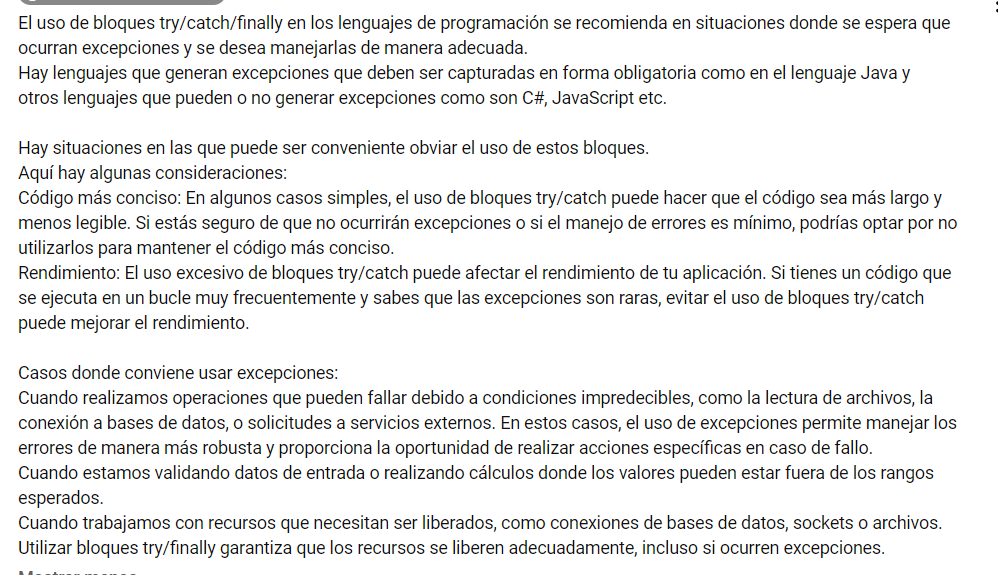 El uso de bloques try/catch/finally en los lenguajes de programación se recomienda en situaciones donde se espera que
ocurran excepciones y se desea manejarlas de manera adecuada.
Hay lenguajes que generan excepciones que deben ser capturadas en forma obligatoria como en el lenguaje Java y
otros lenguajes que pueden o no generar excepciones como son C#, JavaScript etc.
Hay situaciones en las que puede ser conveniente obviar el uso de estos bloques.
Aquí hay algunas consideraciones:
Código más conciso: En algunos casos simples, el uso de bloques try/catch puede hacer que el código sea más largo y
menos legible. Si estás seguro de que no ocurrirán excepciones o si el manejo de errores es mínimo, podrías optar por no
utilizarlos para mantener el código más conciso.
Rendimiento: El uso excesivo de bloques try/catch puede afectar el rendimiento de tu aplicación. Si tienes un código que
se ejecuta en un bucle muy frecuentemente y sabes que las excepciones son raras, evitar el uso de bloques try/catch
puede mejorar el rendimiento.
Casos donde conviene usar excepciones:
Cuando realizamos operaciones que pueden fallar debido a condiciones impredecibles, como la lectura de archivos, la
conexión a bases de datos, o solicitudes a servicios externos. En estos casos, el uso de excepciones permite manejar los
errores de manera más robusta y proporciona la oportunidad de realizar acciones específicas en caso de fallo.
Cuando estamos validando datos de entrada o realizando cálculos donde los valores pueden estar fuera de los rangos
esperados.
Cuando trabajamos con recursos que necesitan ser liberados, como conexiones de bases de datos, sockets o archivos.
Utilizar bloques try/finally garantiza que los recursos se liberen adecuadamente, incluso si ocurren excepciones.